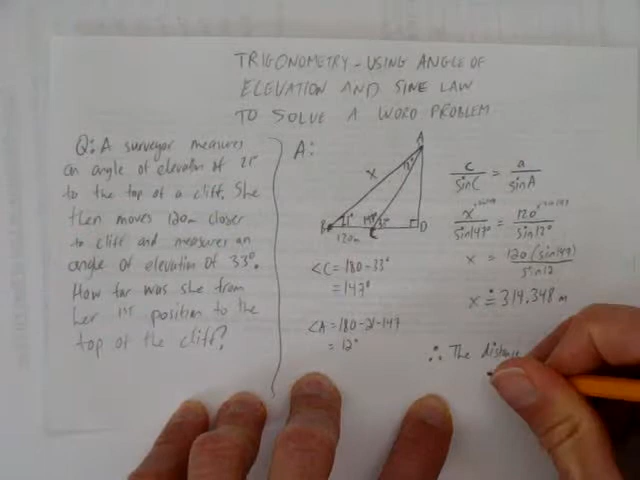 TRIGONOMETRY - USING ANGLE OF
ELEVATION AND SINE LAW
TO SOLVE A WORD PROBLEM
Q: A surveyor measures
an angle of elevation of 21°
to the top of a cliff. She
then moves 120m closer
to cliff and measures an
angle of elevation of 33°.
How far was she from
her 1ST position to the
top of the cliff?
A:
A
12°
x
B
21°
147°
33°
C
D
120m
<C = 180-33°
= 147°
<A = 180-21-147
= 12°
c/sinC = a/sinA
x/sin147° = 120/sin12°
x = 120(sin147)/sin12
x ≐ 314.348 m
∴ The distance